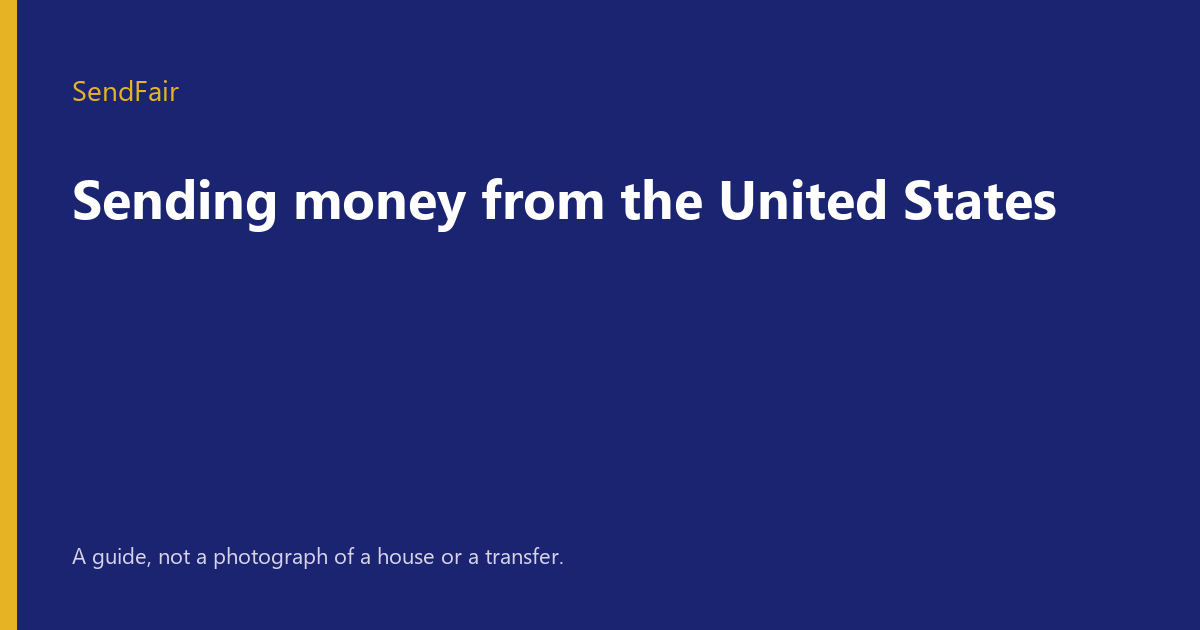 SendFair
Sending money from the United States
A guide, not a photograph of a house or a transfer.